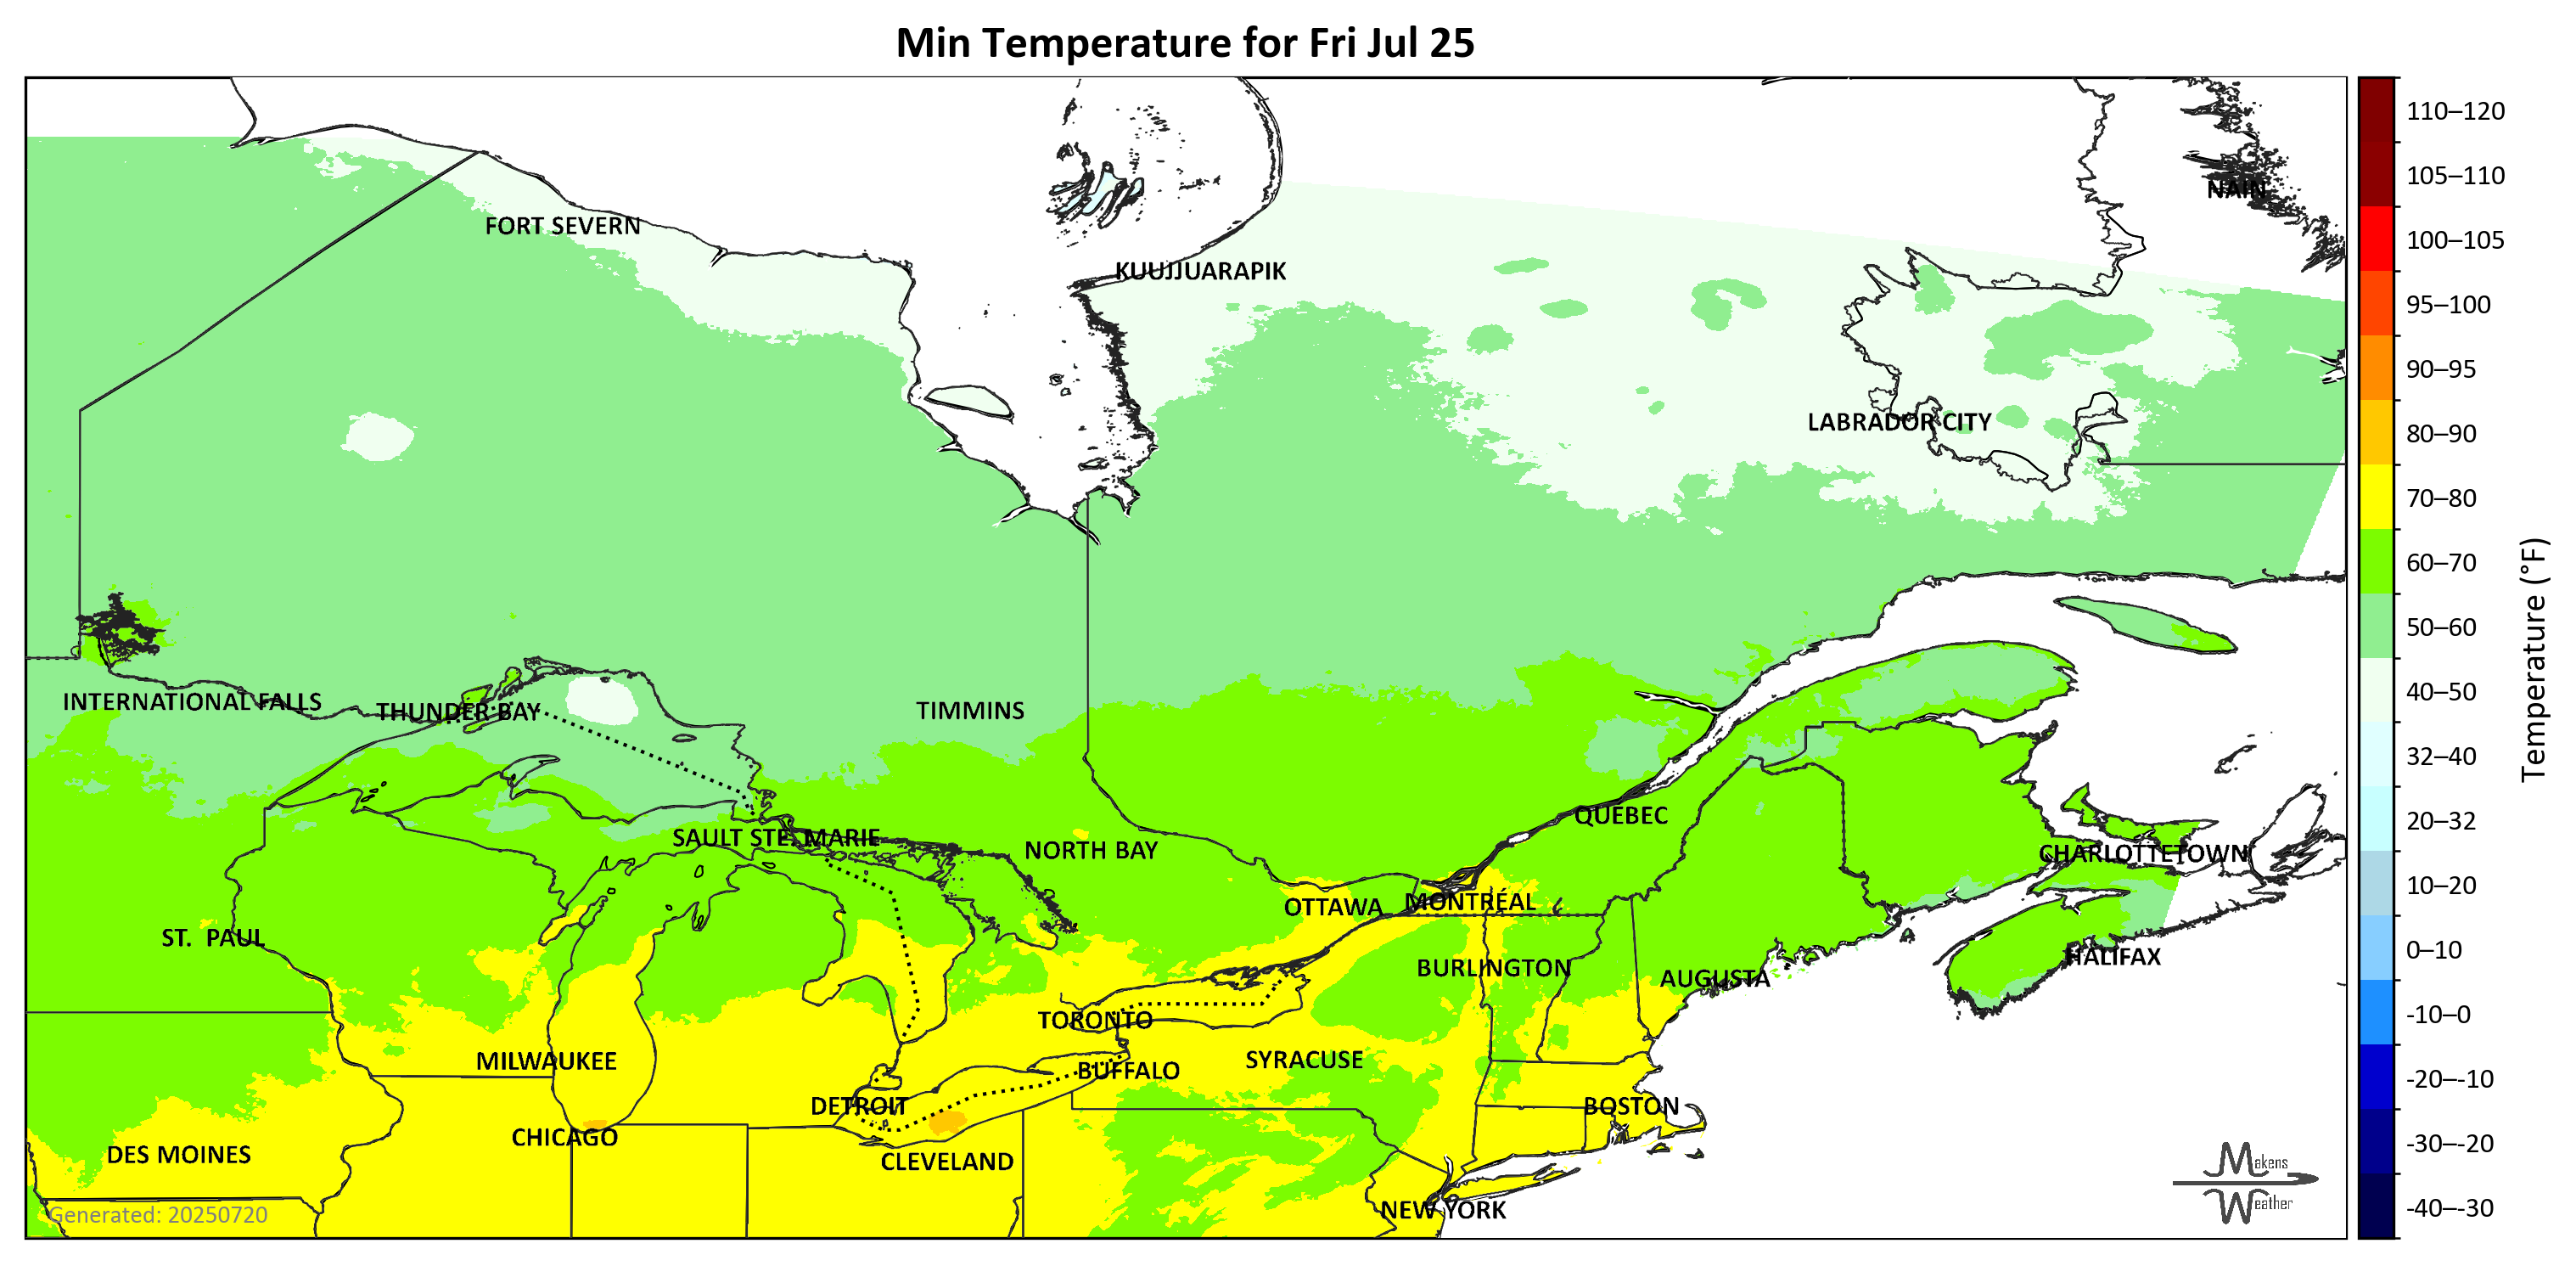 Min Temperature for Fri Jul 25
NAIN
FORT SEVERN
KUUJJUARAPIK
LABRADOR CITY
INTERNATIONAL FALLS
THUNDER BAY
TIMMINS
SAULT STE. MARIE
NORTH BAY
QUEBEC
CHARLOTTETOWN
OTTAWA
MONTRÉAL
ST. PAUL
HALIFAX
BURLINGTON
AUGUSTA
TORONTO
MILWAUKEE
SYRACUSE
BUFFALO
DETROIT
BOSTON
CHICAGO
DES MOINES
CLEVELAND
NEW YORK
Generated: 20250720
Makens
Weather
110–120
105–110
100–105
95–100
90–95
80–90
70–80
60–70
50–60
40–50
32–40
20–32
10–20
0–10
-10–0
-20–-10
-30–-20
-40–-30
Temperature (°F)